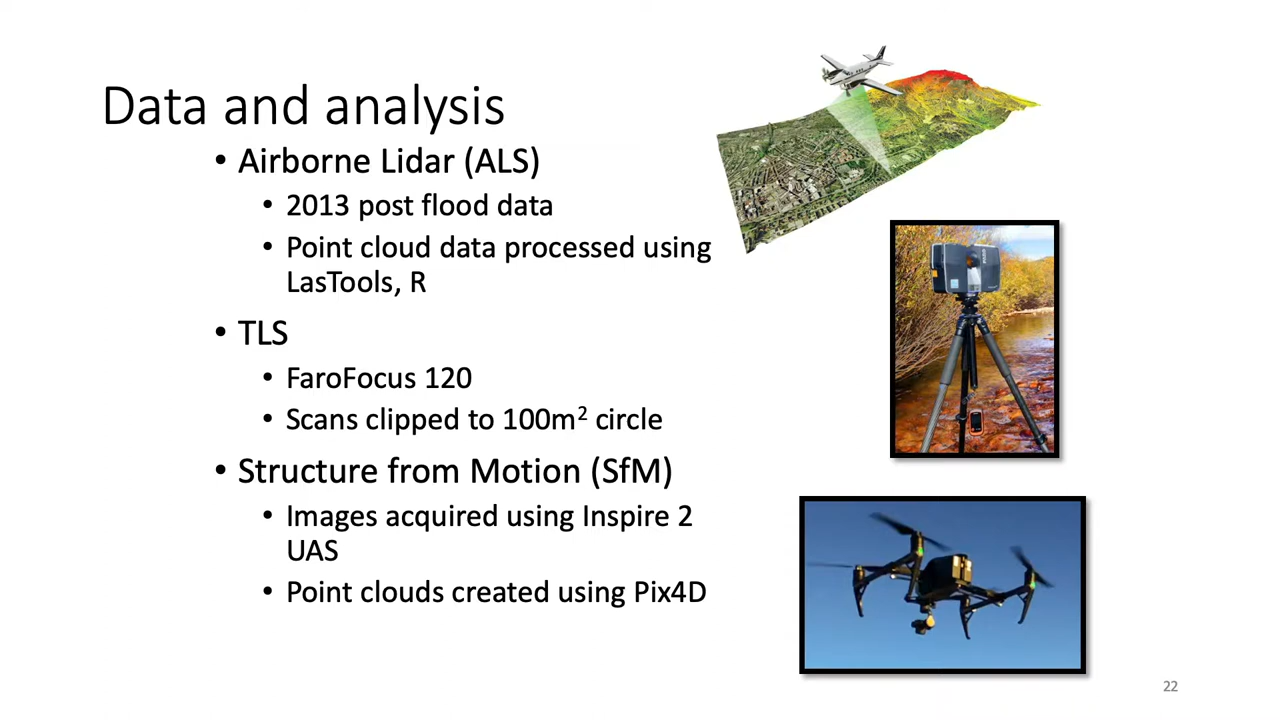 Data and analysis
• Airborne Lidar (ALS)
• 2013 post flood data
• Point cloud data processed using
LasTools, R
• TLS
• FaroFocus 120
• Scans clipped to 100m² circle
• Structure from Motion (SfM)
• Images acquired using Inspire 2
UAS
• Point clouds created using Pix4D
22